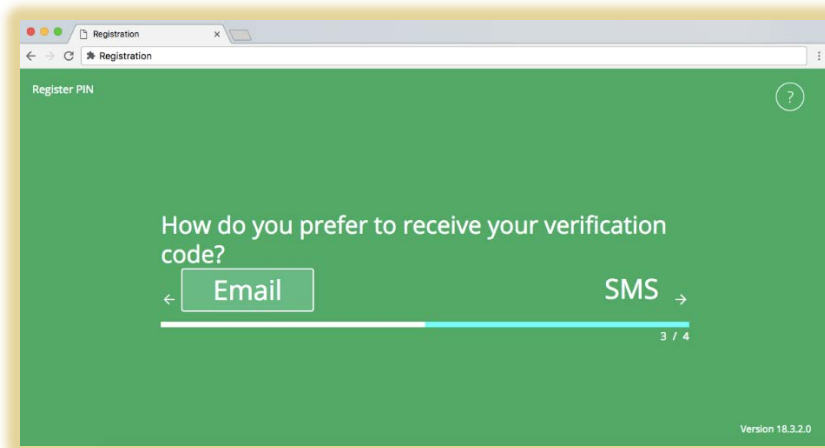 Registration
Registration
Register PIN
?
How do you prefer to receive your verification
code?
Email
SMS
3 / 4
Version 18.3.2.0